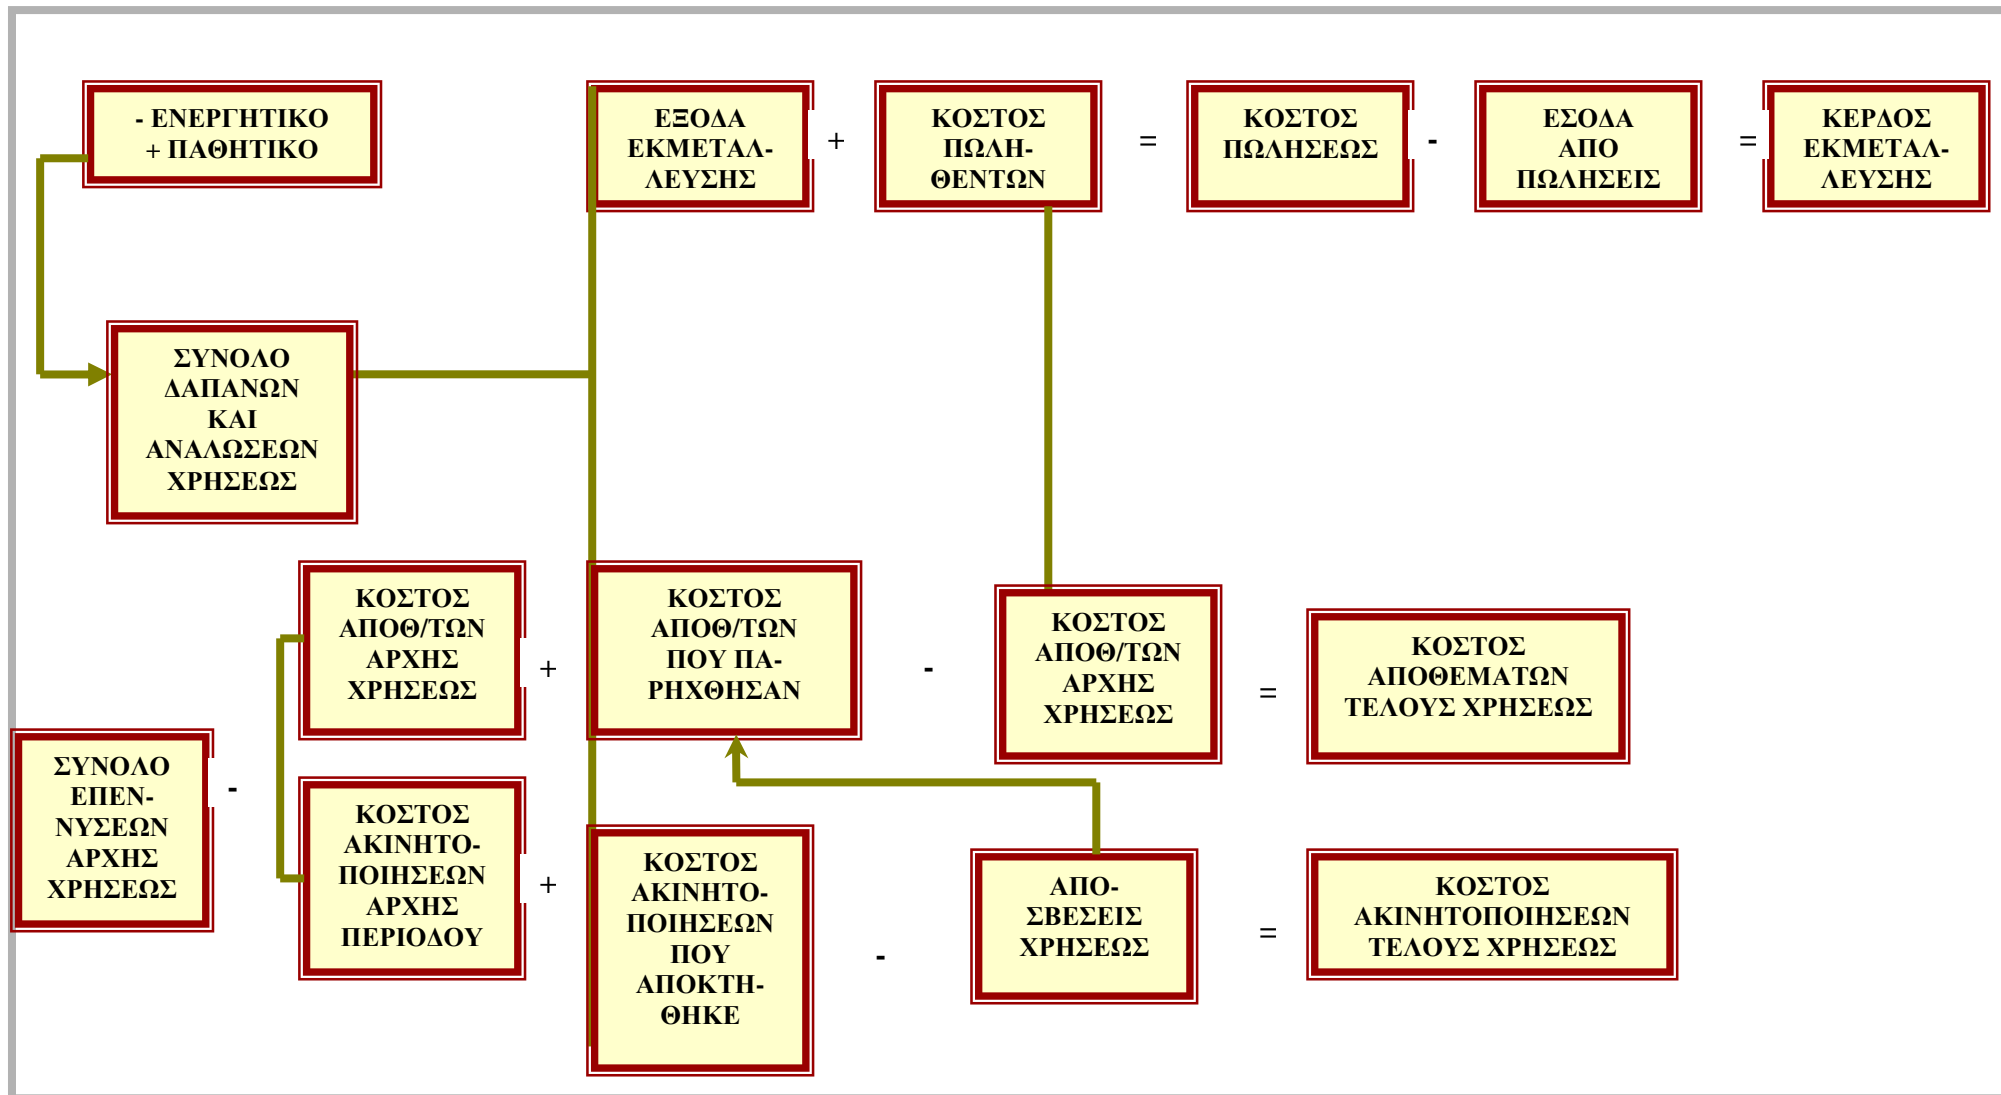 - ΕΝΕΡΓΗΤΙΚΟ
+ ΠΑΘΗΤΙΚΟ
ΕΞΟΔΑ
ΕΚΜΕΤΑΛ-
ΛΕΥΣΗΣ
+
ΚΟΣΤΟΣ
ΠΩΛΗ-
ΘΕΝΤΩΝ
=
ΚΟΣΤΟΣ
ΠΩΛΗΣΕΩΣ
-
ΕΣΟΔΑ
ΑΠΟ
ΠΩΛΗΣΕΙΣ
=
ΚΕΡΔΟΣ
ΕΚΜΕΤΑΛ-
ΛΕΥΣΗΣ
ΣΥΝΟΛΟ
ΔΑΠΑΝΩΝ
ΚΑΙ
ΑΝΑΛΩΣΕΩΝ
ΧΡΗΣΕΩΣ
ΚΟΣΤΟΣ
ΑΠΟΘ/ΤΩΝ
ΑΡΧΗΣ
ΧΡΗΣΕΩΣ
+
ΚΟΣΤΟΣ
ΑΠΟΘ/ΤΩΝ
ΠΟΥ ΠΑ-
ΡΗΧΘΗΣΑΝ
-
ΚΟΣΤΟΣ
ΑΠΟΘ/ΤΩΝ
ΑΡΧΗΣ
ΧΡΗΣΕΩΣ
=
ΚΟΣΤΟΣ
ΑΠΟΘΕΜΑΤΩΝ
ΤΕΛΟΥΣ ΧΡΗΣΕΩΣ
ΣΥΝΟΛΟ
ΕΠΕΝ-
ΝΥΣΕΩΝ
ΑΡΧΗΣ
ΧΡΗΣΕΩΣ
-
ΚΟΣΤΟΣ
ΑΚΙΝΗΤΟ-
ΠΟΙΗΣΕΩΝ
ΑΡΧΗΣ
ΠΕΡΙΟΔΟΥ
+
ΚΟΣΤΟΣ
ΑΚΙΝΗΤΟ-
ΠΟΙΗΣΕΩΝ
ΠΟΥ
ΑΠΟΚΤΗ-
ΘΗΚΕ
-
ΑΠΟ-
ΣΒΕΣΕΙΣ
ΧΡΗΣΕΩΣ
=
ΚΟΣΤΟΣ
ΑΚΙΝΗΤΟΠΟΙΗΣΕΩΝ
ΤΕΛΟΥΣ ΧΡΗΣΕΩΣ